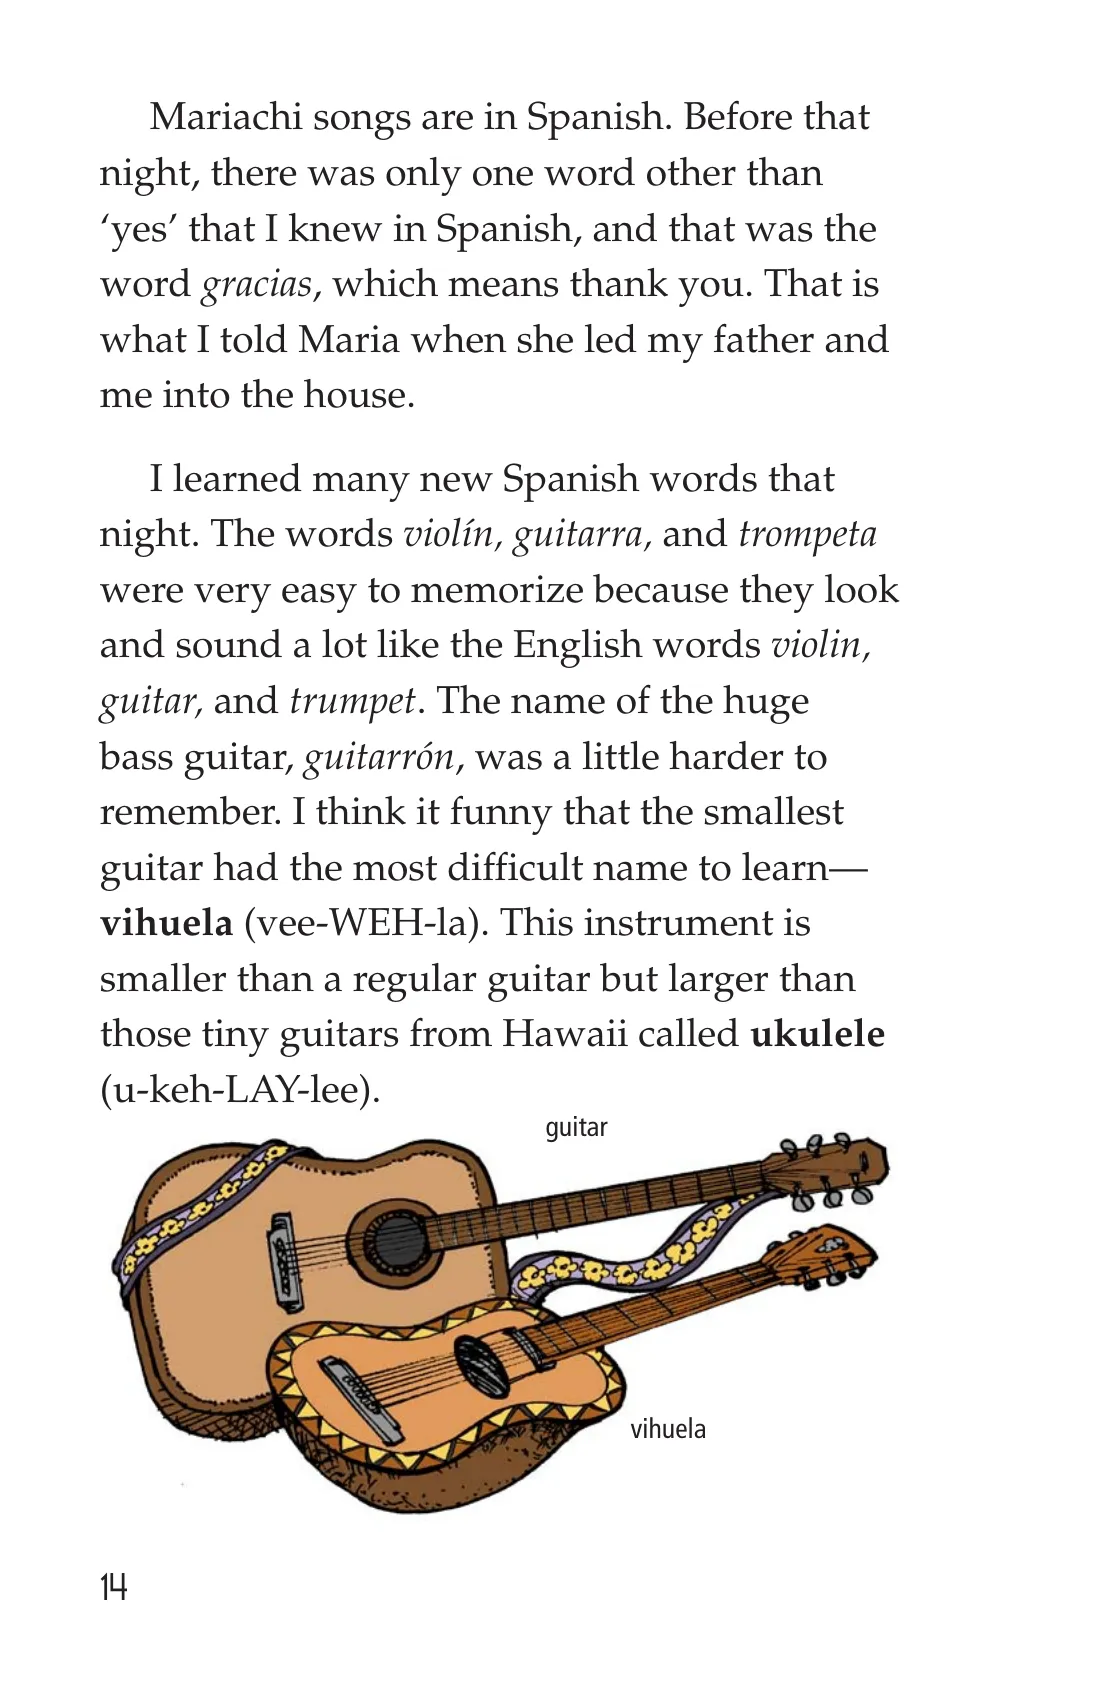 Mariachi songs are in Spanish. Before that
night, there was only one word other than
‘yes’ that I knew in Spanish, and that was the
word gracias, which means thank you. That is
what I told Maria when she led my father and
me into the house.
I learned many new Spanish words that
night. The words violín, guitarra, and trompeta
were very easy to memorize because they look
and sound a lot like the English words violin,
guitar, and trumpet. The name of the huge
bass guitar, guitarrón, was a little harder to
remember. I think it funny that the smallest
guitar had the most difficult name to learn—
vihuela (vee-WEH-la). This instrument is
smaller than a regular guitar but larger than
those tiny guitars from Hawaii called ukulele
(u-keh-LAY-lee).
guitar
vihuela
14